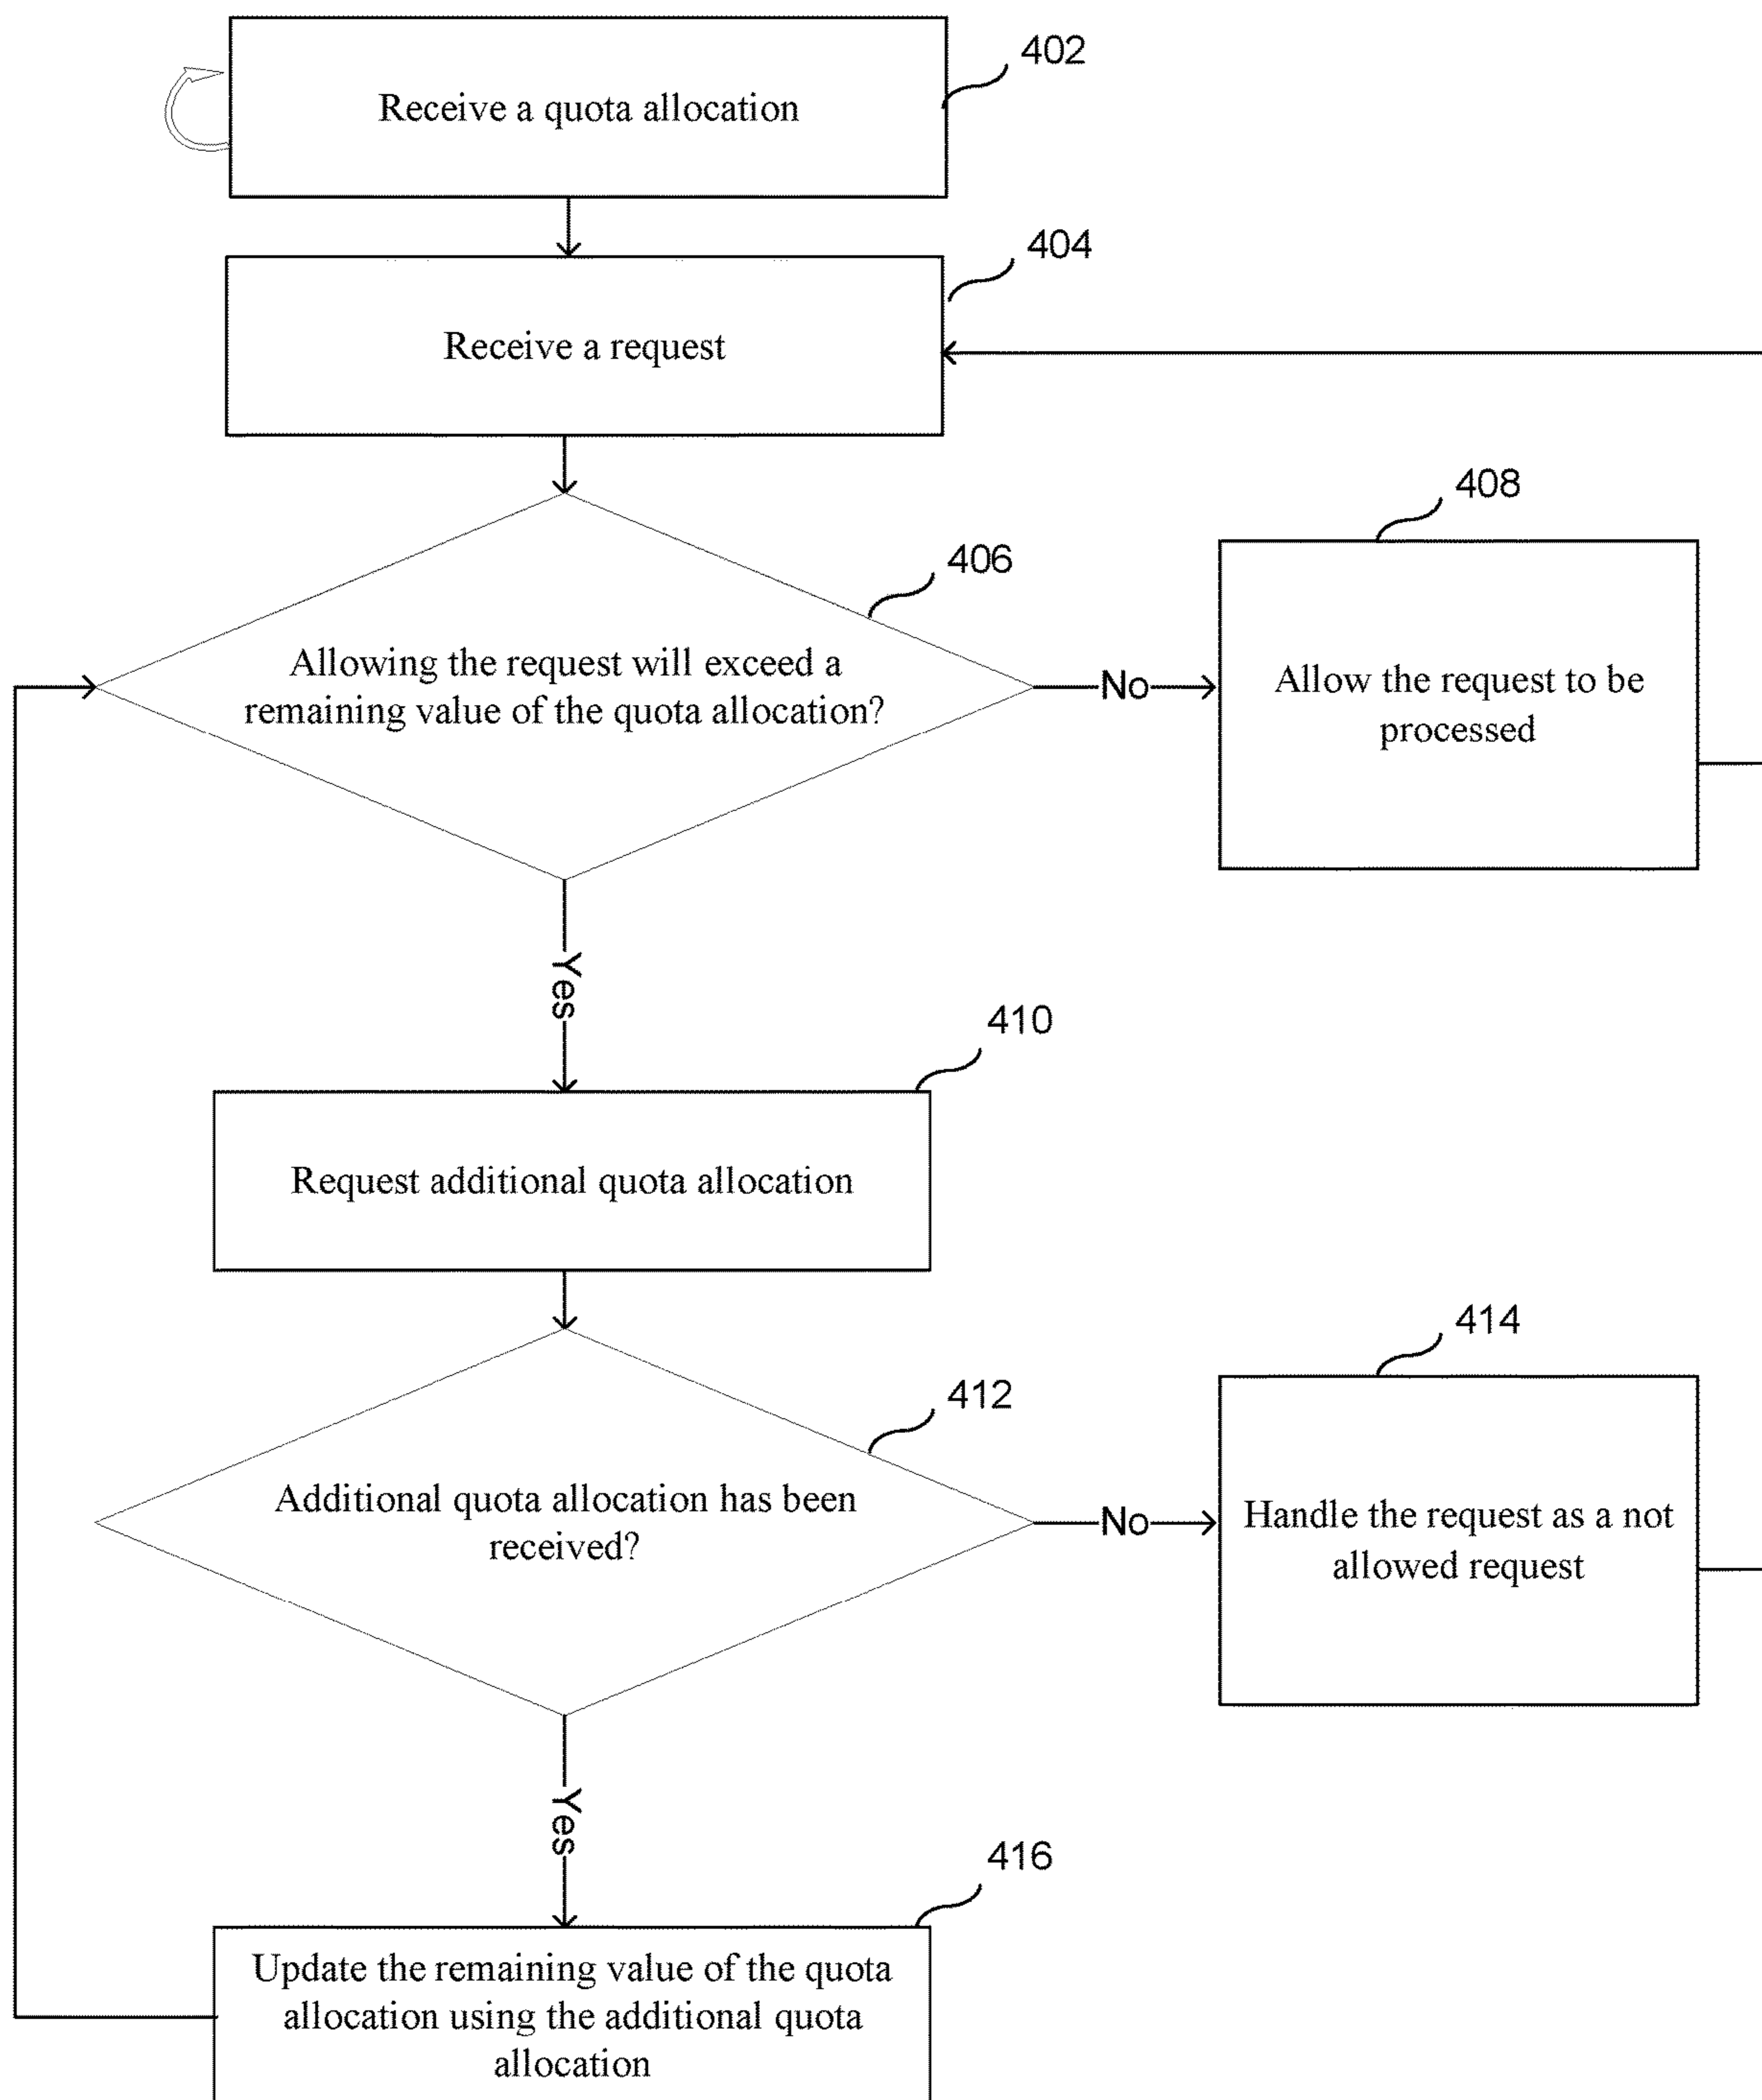 402
Receive a quota allocation
404
Receive a request
406
Allowing the request will exceed a
remaining value of the quota allocation?
No
408
Allow the request to be
processed
Yes
410
Request additional quota allocation
412
Additional quota allocation has been
received?
No
414
Handle the request as a not
allowed request
Yes
416
Update the remaining value of the quota
allocation using the additional quota
allocation